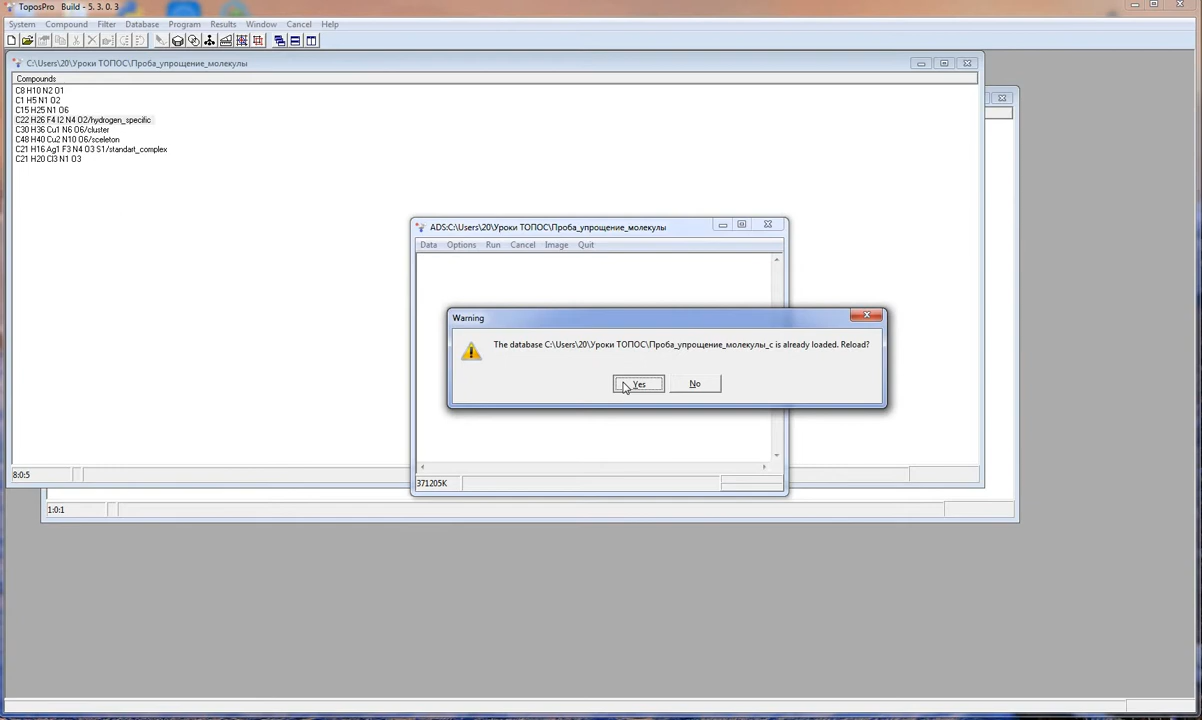 ToposPro Build - 5. 3. 0. 3
System Compound Filter Database Program Results Window Cancel Help
C:\Users\20\Уроки ТОПОС\Проба_упрощение_молекулы
Compounds
C8 H10 N2 O1
C1 H5 N1 O2
C15 H25 N1 O6
C22 H26 F4 I2 N4 O2/hydrogen_specific
C30 H36 Cu1 N6 O6/cluster
C48 H40 Cu2 N10 O6/sceleton
C21 H16 Ag1 F3 N4 O3 S1/standart_complex
C21 H20 Cl3 N1 O3
ADS:C:\Users\20\Уроки ТОПОС\Проба_упрощение_молекулы
Data Options Run Cancel Image Quit
Warning
The database C:\Users\20\Уроки ТОПОС\Проба_упрощение_молекулы_c is already loaded. Reload?
Yes No
8:0:5
371205K
1:0:1